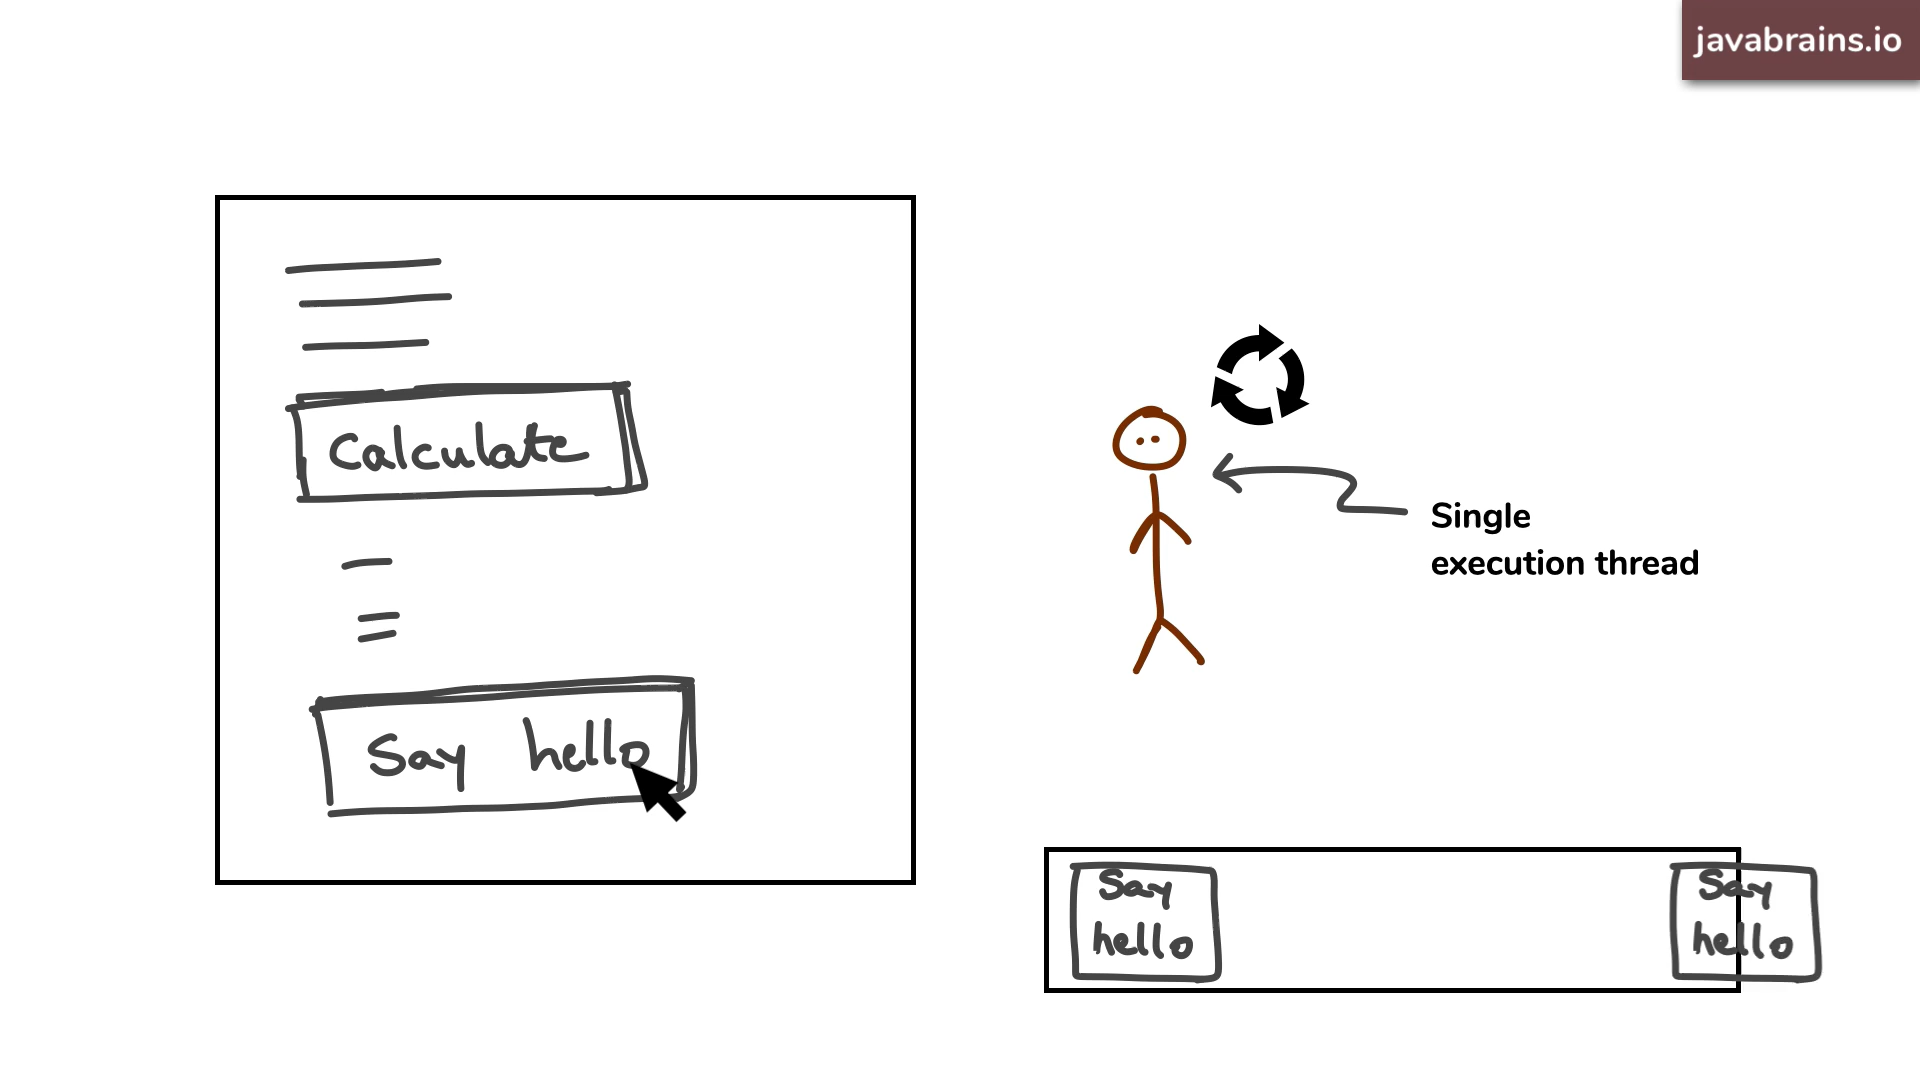 javabrains.io
Calculate
Say hello
Single
execution thread
Say
hello
Say
hello